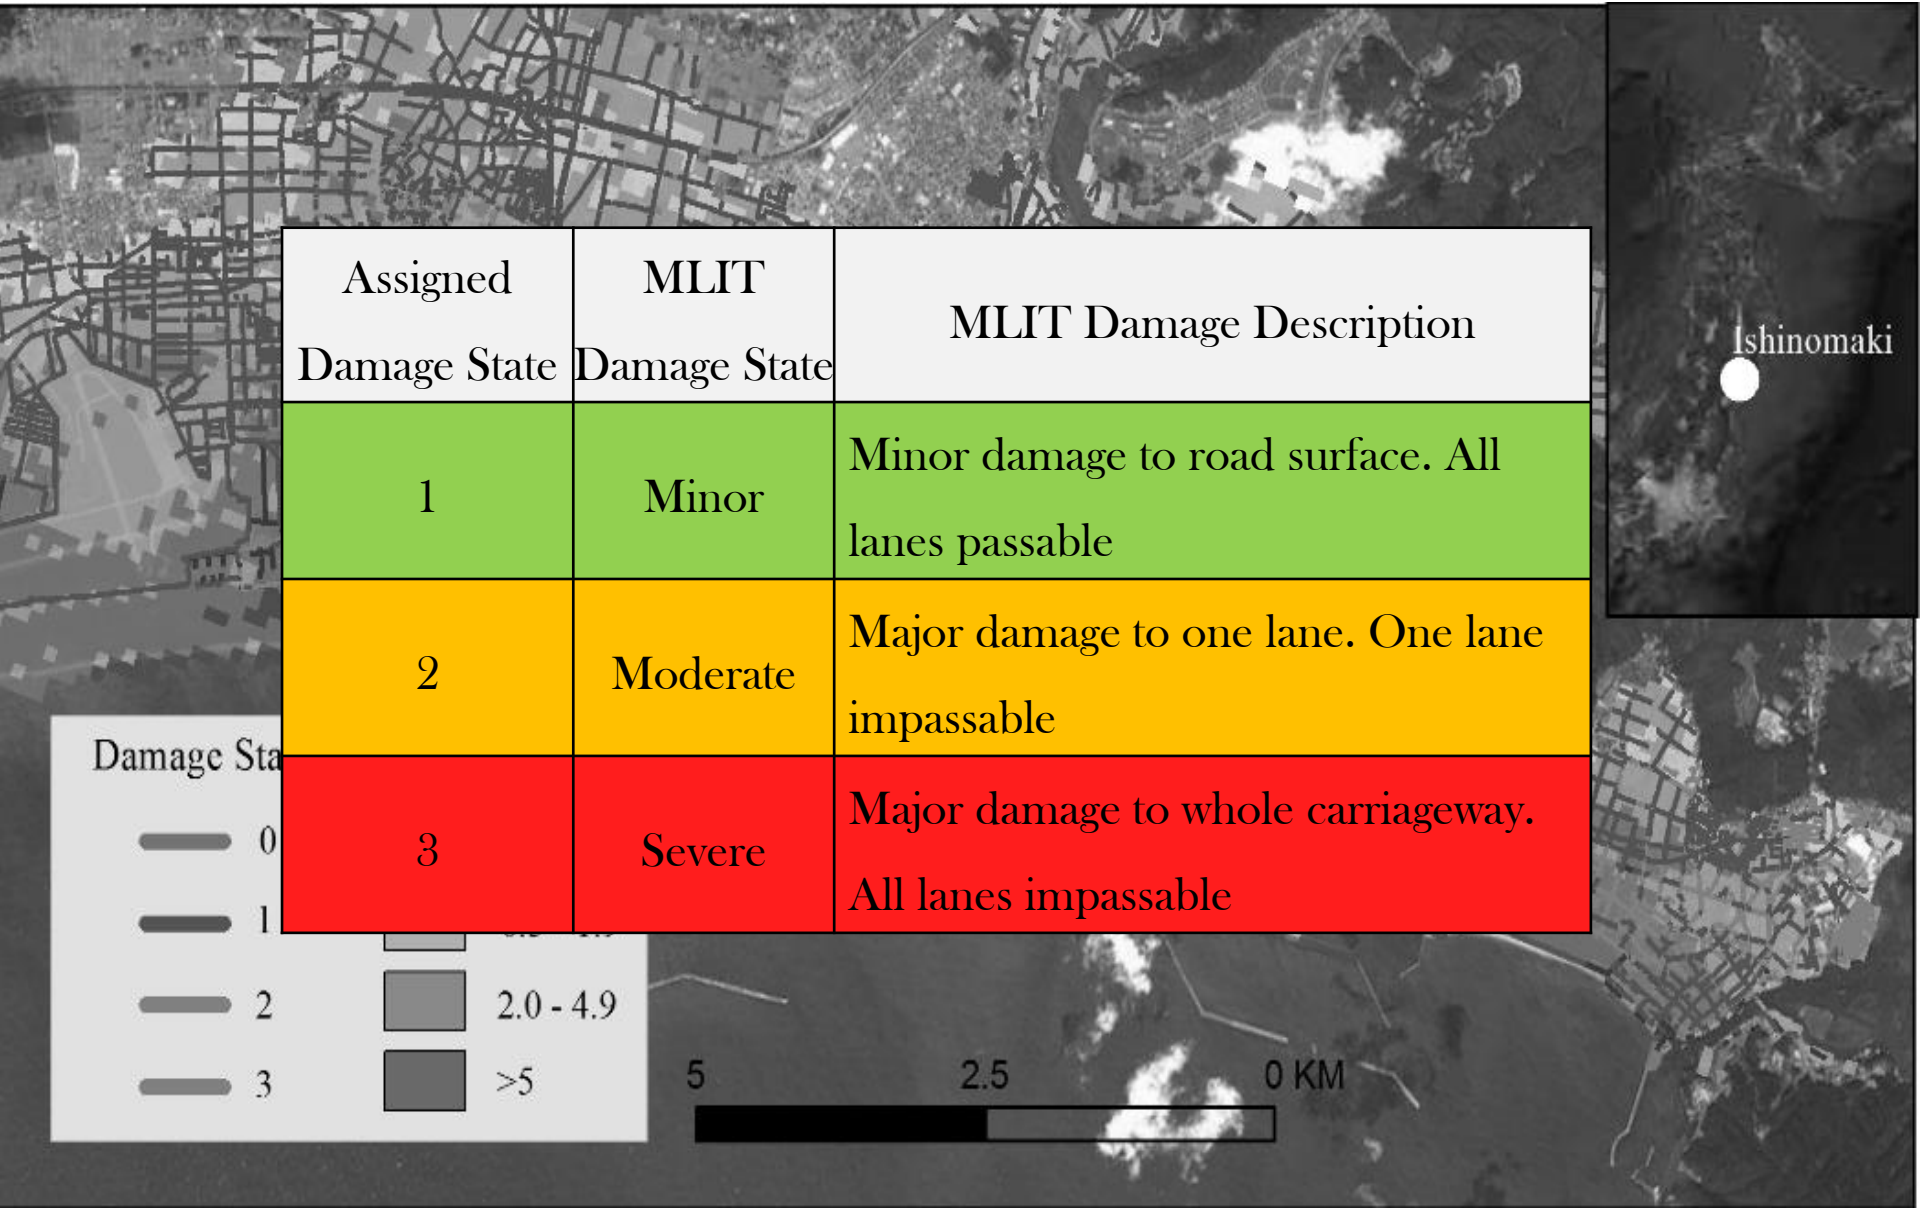 Assigned
Damage State
MLIT
Damage State
MLIT Damage Description
1
Minor
Minor damage to road surface. All
lanes passable
2
Moderate
Major damage to one lane. One lane
impassable
3
Severe
Major damage to whole carriageway.
All lanes impassable
Ishinomaki
Damage Sta
0
1
2
3
2.0 - 4.9
>5
5 2.5 0 KM